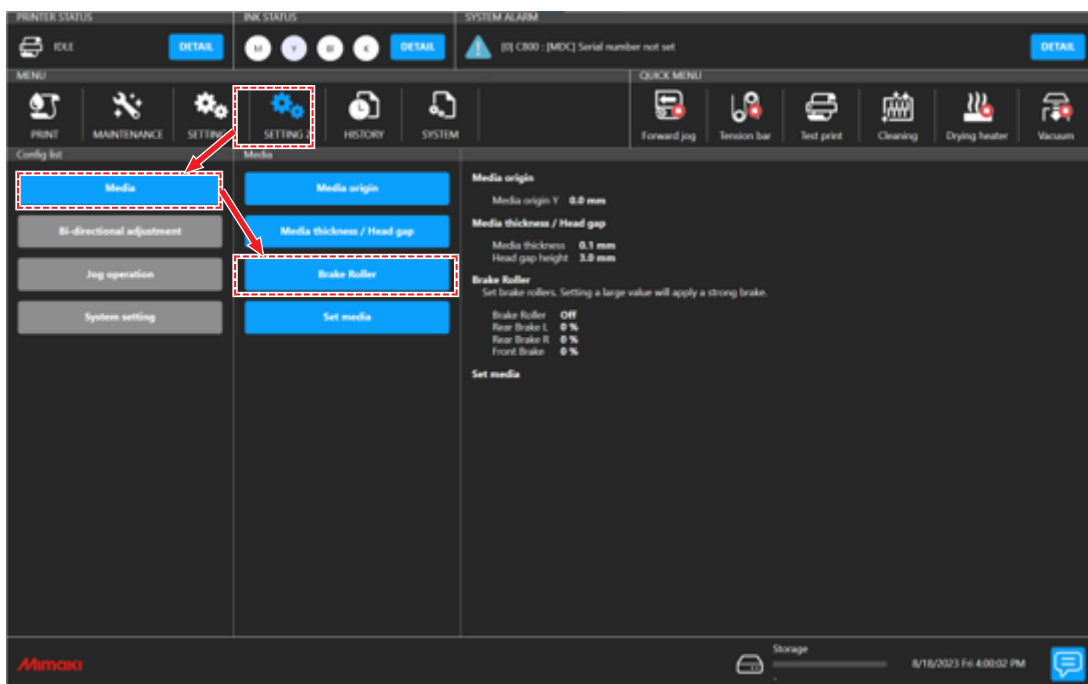 PRINTER STATUS
INK STATUS
SYSTEM ALARM
IDLE
DETAIL
M
Y
Bl
K
DETAIL
[0] C800 : [MDC] Serial number not set
DETAIL
MENU
QUICK MENU
PRINT
MAINTENANCE
SETTING
SETTING 2
HISTORY
SYSTEM
Forward jog
Tension bar
Test print
Cleaning
Drying heater
Vacuum
Config list
Media
Media
Bi-directional adjustment
Jog operation
System setting
Media origin
Media thickness / Head gap
Brake Roller
Set media
Media origin
Media origin Y 0.0 mm
Media thickness / Head gap
Media thickness 0.1 mm
Head gap height 3.0 mm
Brake Roller
Set brake rollers. Setting a large value will apply a strong brake.
Brake Roller Off
Rear Brake L 0 %
Rear Brake R 0 %
Front Brake 0 %
Set media
Mimaki
Storage
-
8/18/2023 Fri 4:00:02 PM